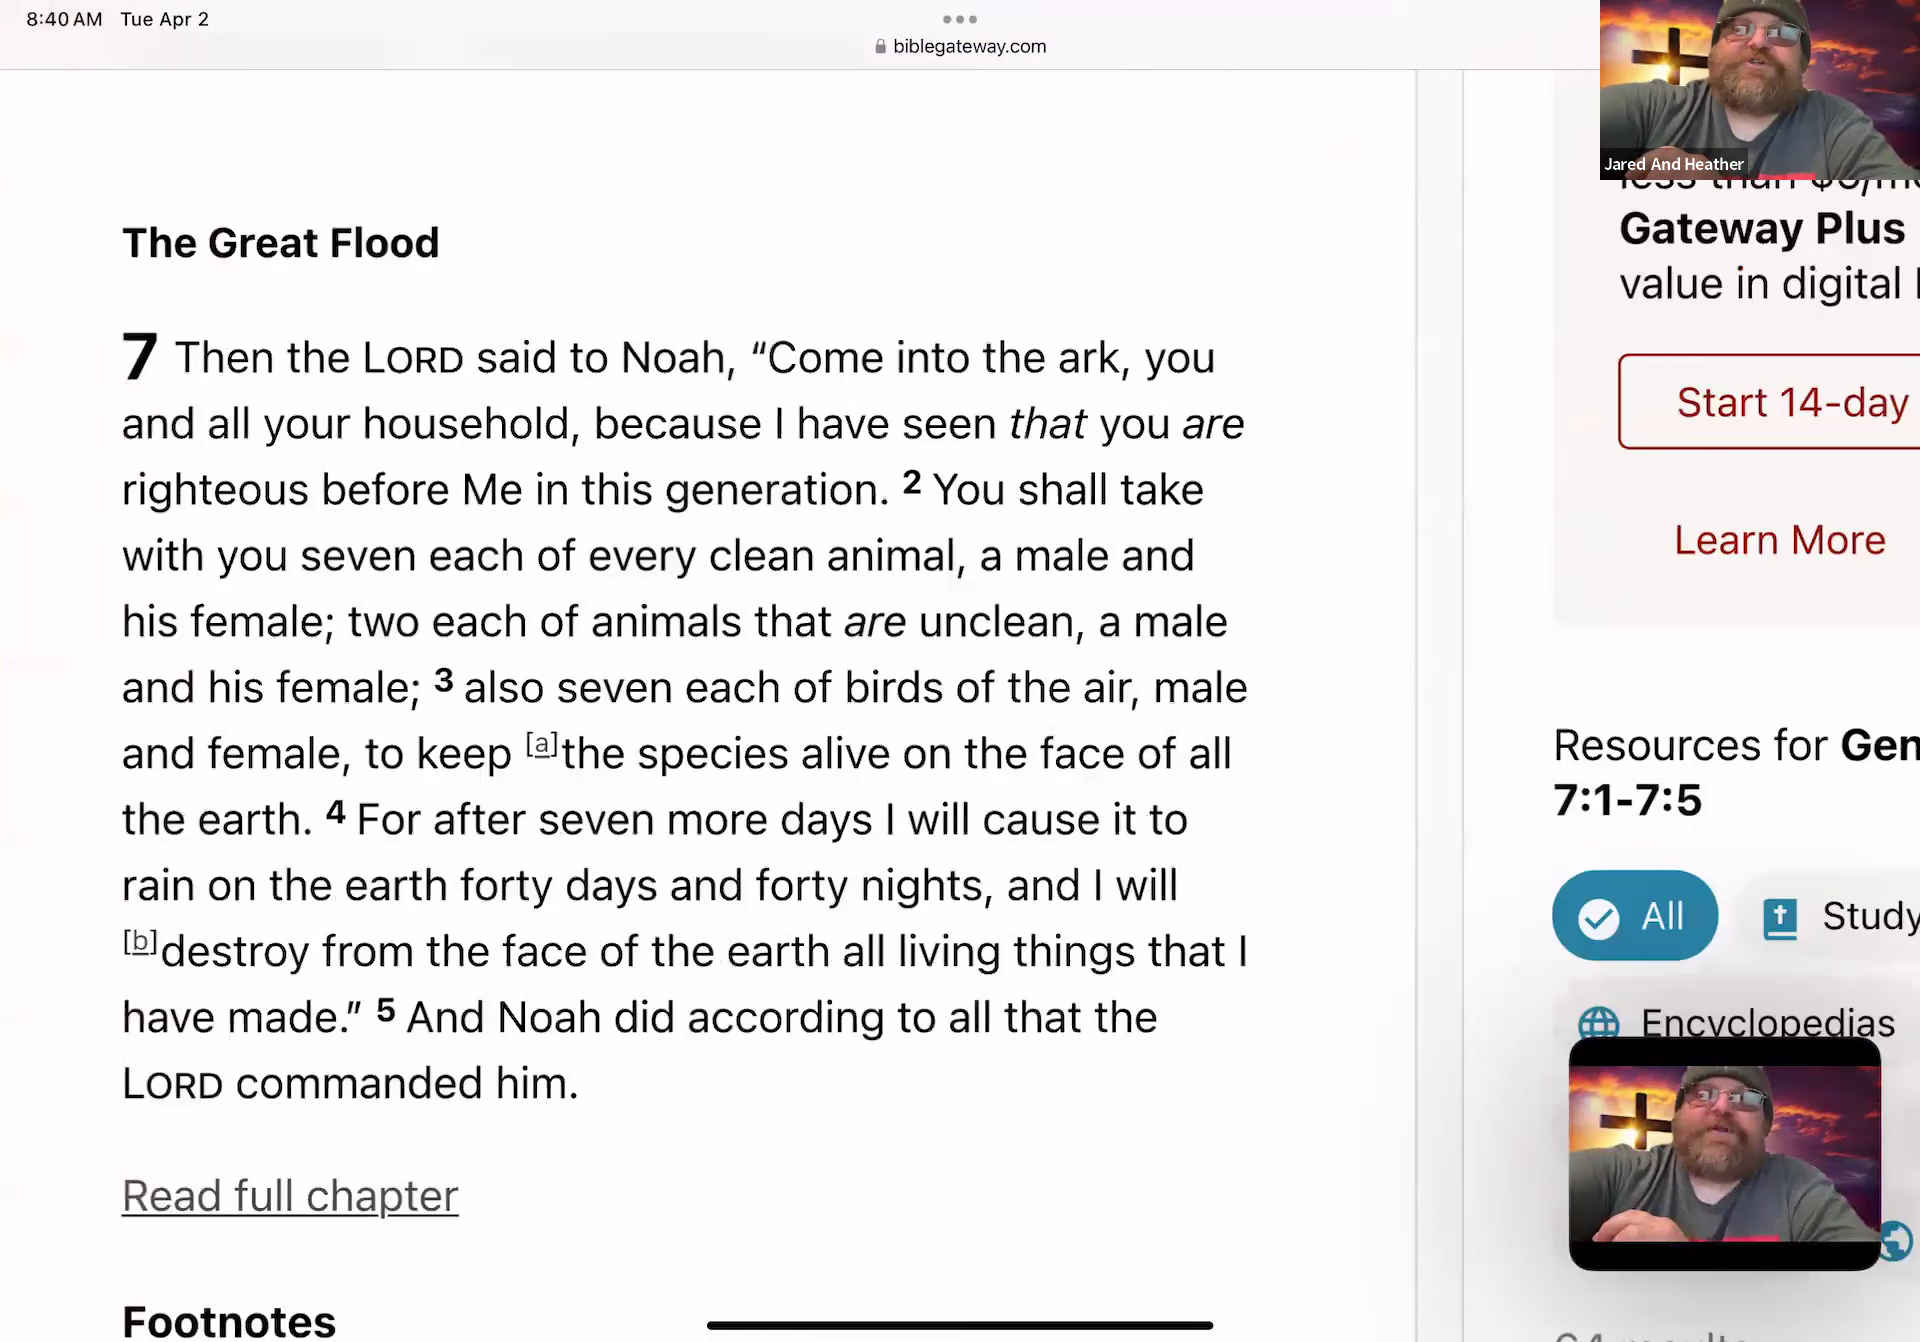 8:40 AM Tue Apr 2
biblegateway.com
Jared And Heather
The Great Flood
7 Then the LORD said to Noah, “Come into the ark, you
and all your household, because I have seen that you are
righteous before Me in this generation. 2 You shall take
with you seven each of every clean animal, a male and
his female; two each of animals that are unclean, a male
and his female; 3 also seven each of birds of the air, male
and female, to keep [a]the species alive on the face of all
the earth. 4 For after seven more days I will cause it to
rain on the earth forty days and forty nights, and I will
[b]destroy from the face of the earth all living things that I
have made.” 5 And Noah did according to all that the
LORD commanded him.
Read full chapter
Footnotes
less than
Gateway Plus
value in digital
Start 14-day
Learn More
Resources for Gen
7:1-7:5
All
Study
Encyclopedias